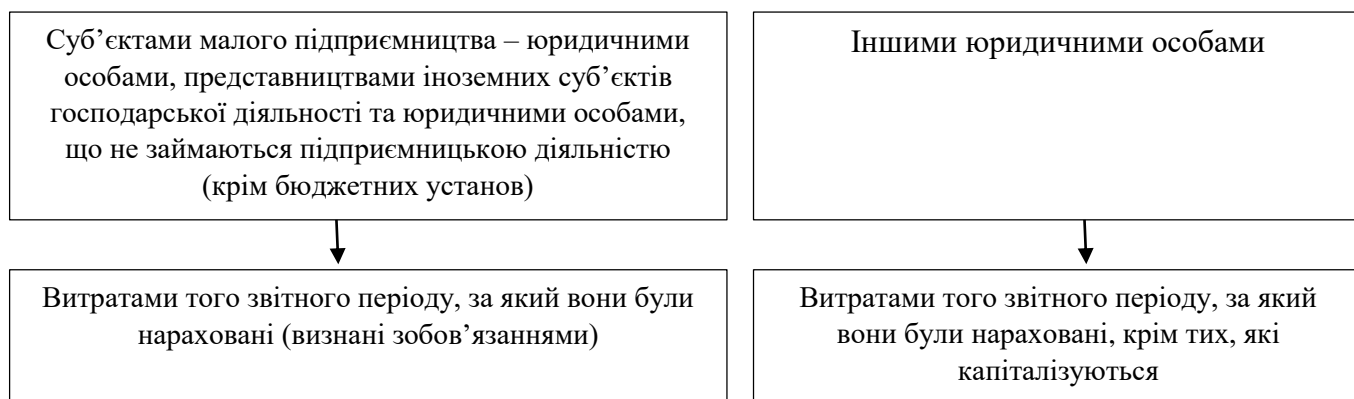 Суб’єктами малого підприємництва – юридичними
особами, представництвами іноземних суб’єктів
господарської діяльності та юридичними особами,
що не займаються підприємницькою діяльністю
(крім бюджетних установ)
Іншими юридичними особами
Витратами того звітного періоду, за який вони були
нараховані (визнані зобов’язаннями)
Витратами того звітного періоду, за який
вони були нараховані, крім тих, які
капіталізуються